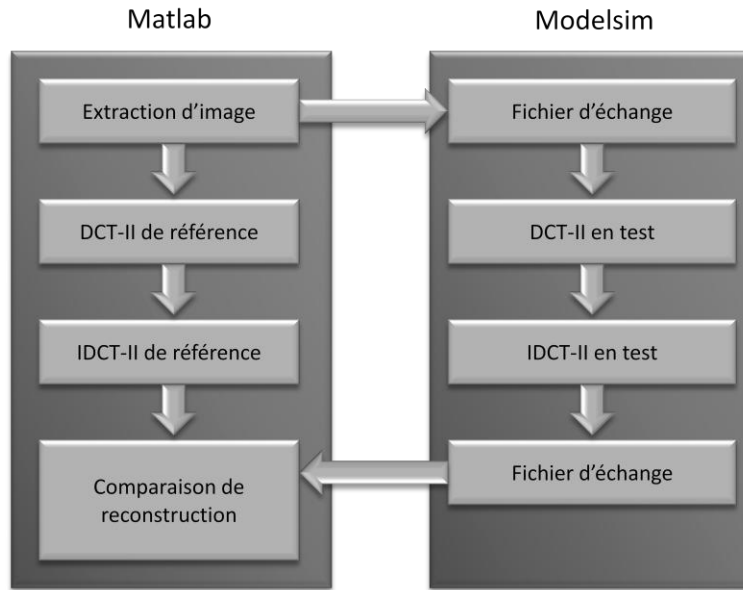 Matlab
Extraction d'image
DCT-II de référence
IDCT-II de référence
Comparaison de
reconstruction
Modelsim
Fichier d'échange
DCT-II en test
IDCT-II en test
Fichier d'échange